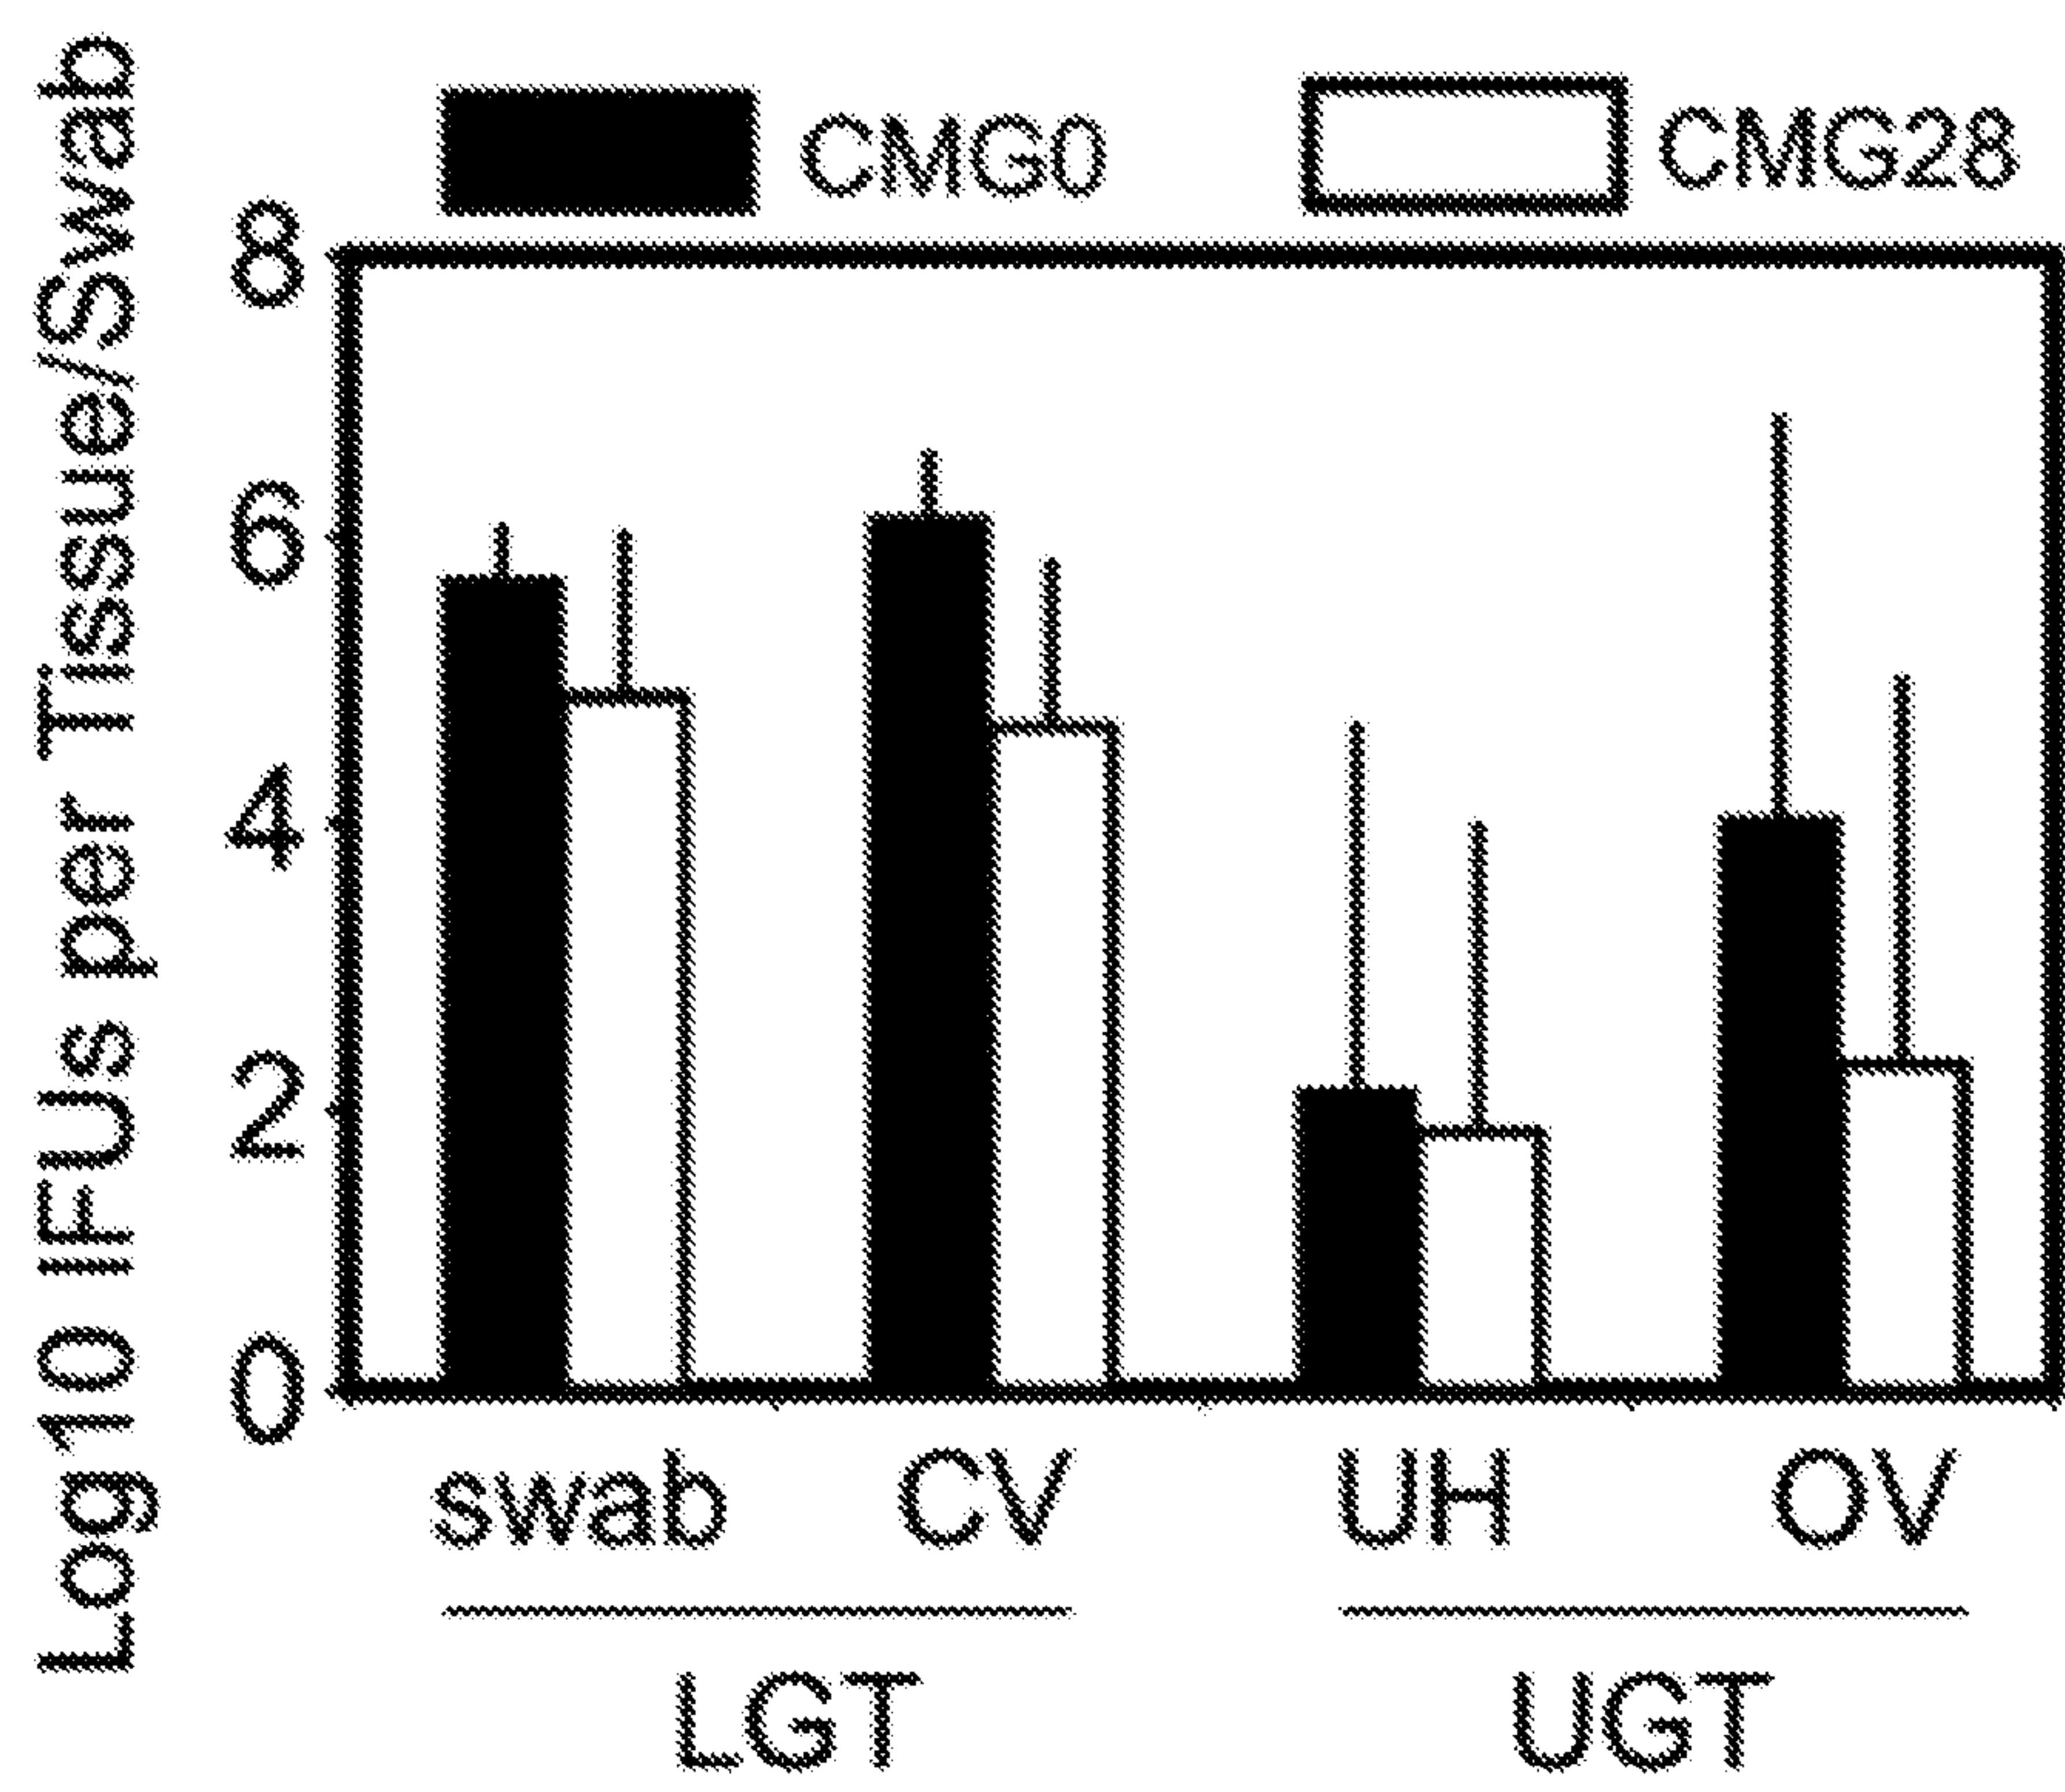 Log10 IFUs per Tissue/Swab
CMG0 CMG28
8
6
4
2
0
swab CV UH OV
LGT UGT